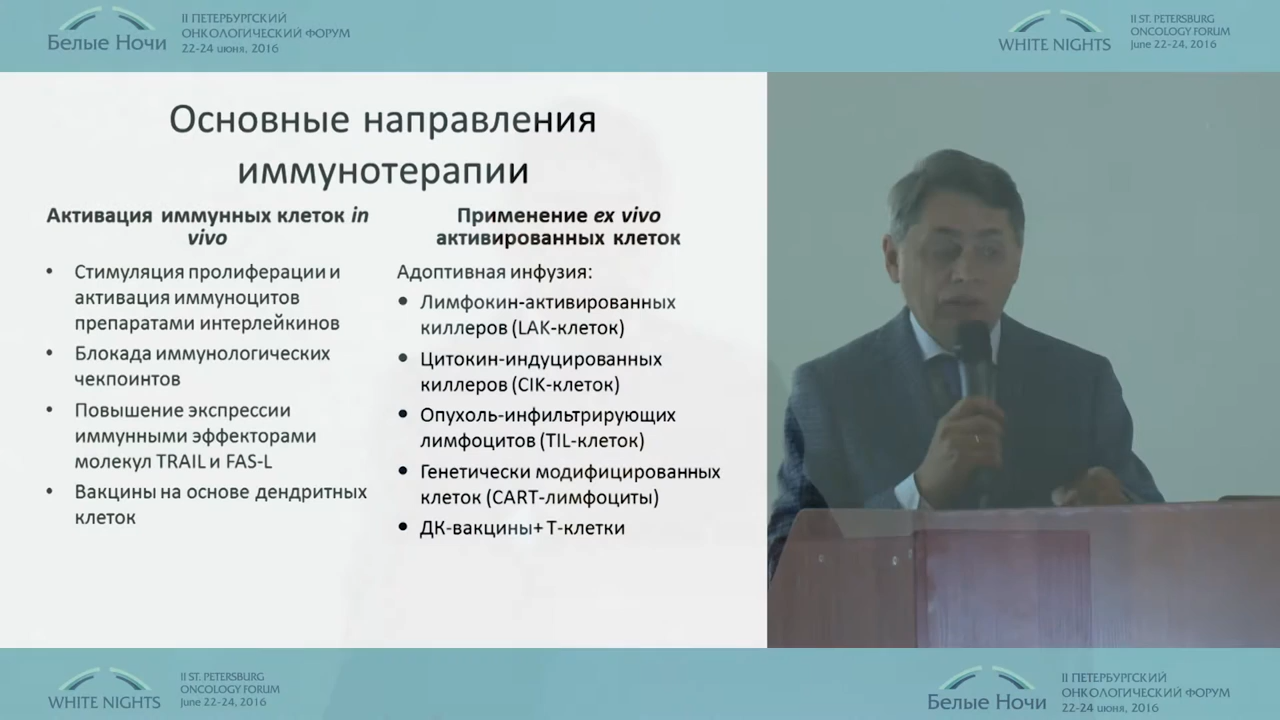 Белые Ночи
II ПЕТЕРБУРГСКИЙ
ОНКОЛОГИЧЕСКИЙ ФОРУМ
22-24 июня, 2016
WHITE NIGHTS
II ST. PETERSBURG
ONCOLOGY FORUM
June 22-24, 2016
Основные направления
иммунотерапии
Активация иммунных клеток in
vivo
• Стимуляция пролиферации и
активация иммуноцитов
препаратами интерлейкинов
• Блокада иммунологических
чекпоинтов
• Повышение экспрессии
иммунными эффекторами
молекул TRAIL и FAS-L
• Вакцины на основе дендритных
клеток
Применение ex vivo
активированных клеток
Адоптивная инфузия:
• Лимфокин-активированных
киллеров (LAK-клеток)
• Цитокин-индуцированных
киллеров (CIK-клеток)
• Опухоль-инфильтрирующих
лимфоцитов (TIL-клеток)
• Генетически модифицированных
клеток (CART-лимфоциты)
• ДК-вакцины+ Т-клетки
WHITE NIGHTS
II ST. PETERSBURG
ONCOLOGY FORUM
June 22-24, 2016
Белые Ночи
II ПЕТЕРБУРГСКИЙ
ОНКОЛОГИЧЕСКИЙ ФОРУМ
22-24 июня, 2016